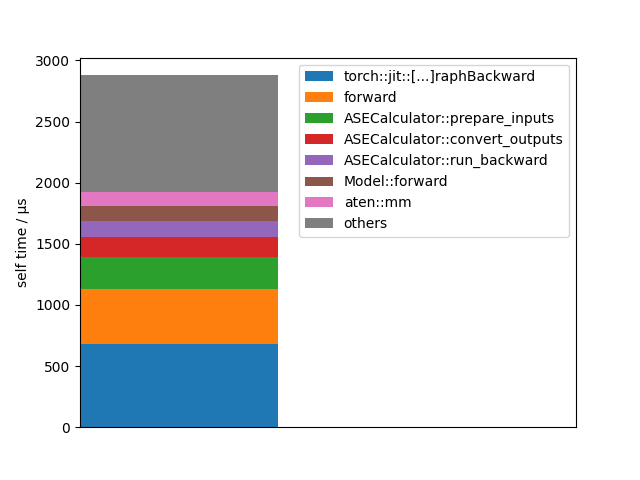 3000
2500
2000
1500
1000
500
0
self time / µs
torch::jit::[...]raphBackward
forward
ASECalculator::prepare_inputs
ASECalculator::convert_outputs
ASECalculator::run_backward
Model::forward
aten::mm
others